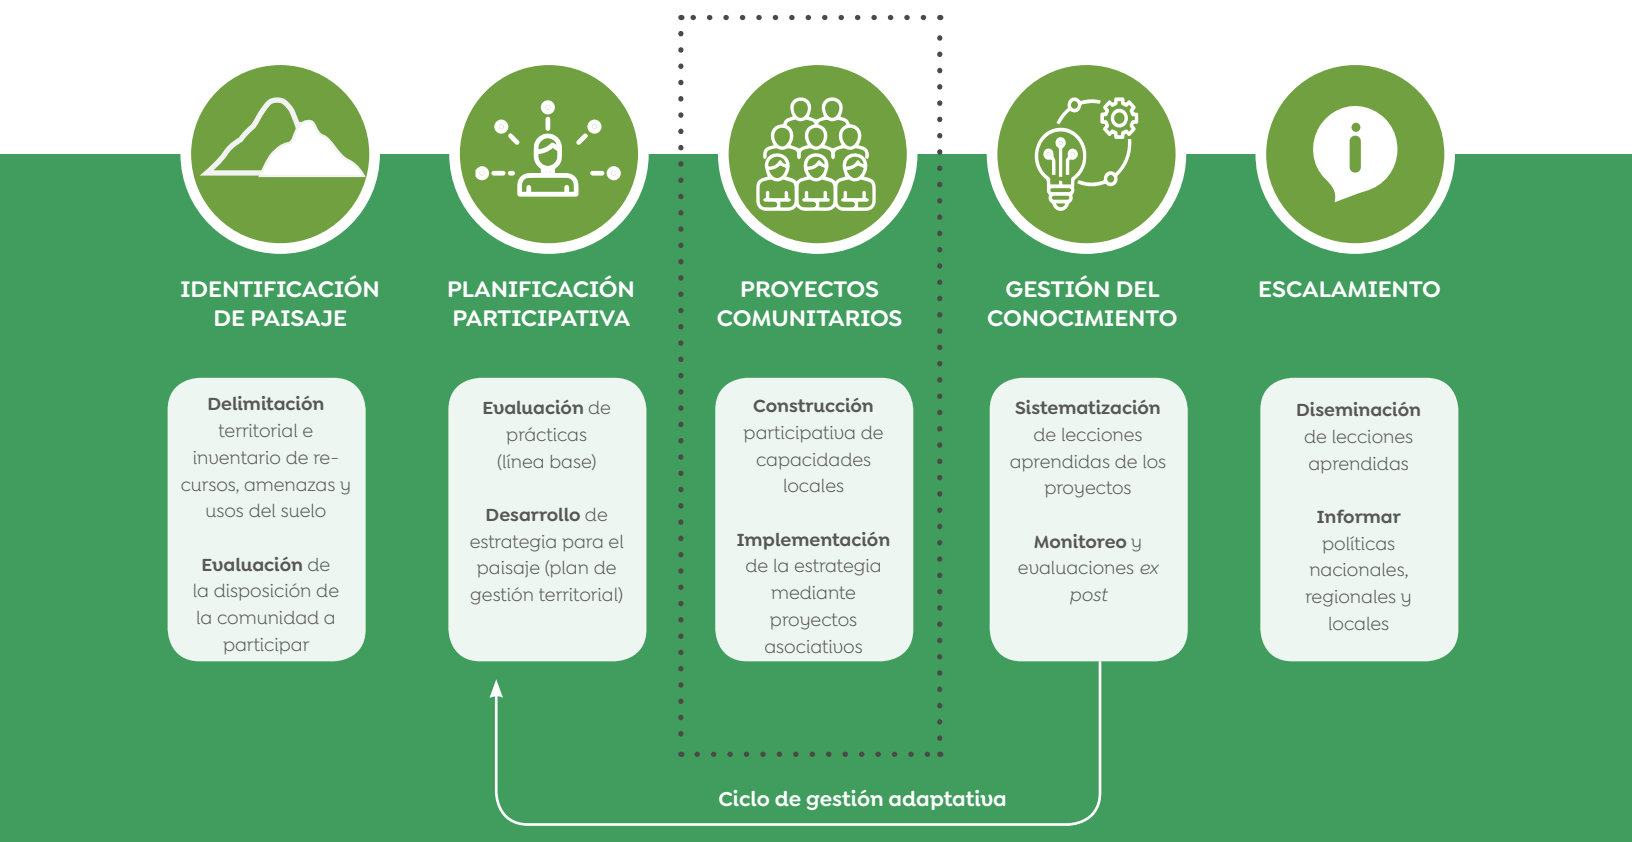 IDENTIFICACIÓN
DE PAISAJE
Delimitación
territorial e
inventario de re-
cursos, amenazas y
usos del suelo
Evaluación de
la disposición de
la comunidad a
participar
PLANIFICACIÓN
PARTICIPATIVA
Evaluación de
prácticas
(línea base)
Desarrollo de
estrategia para el
paisaje (plan de
gestión territorial)
PROYECTOS
COMUNITARIOS
Construcción
participativa de
capacidades
locales
Implementación
de la estrategia
mediante
proyectos
asociativos
GESTIÓN DEL
CONOCIMIENTO
Sistematización
de lecciones
aprendidas de los
proyectos
Monitoreo y
evaluaciones ex
post
ESCALAMIENTO
Diseminación
de lecciones
aprendidas
Informar
políticas
nacionales,
regionales y
locales
Ciclo de gestión adaptativa